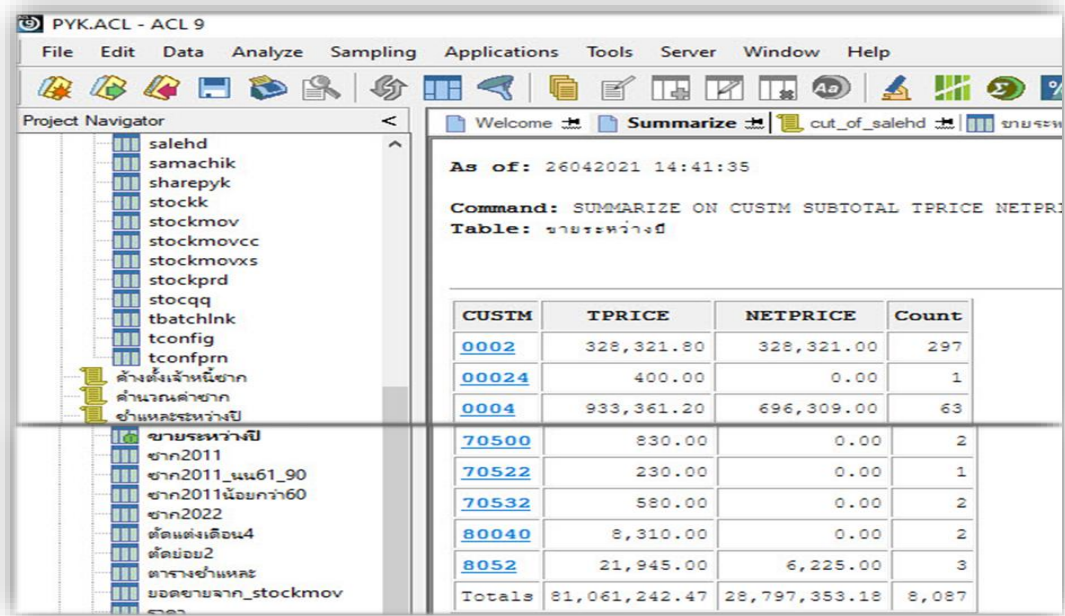 PYK.ACL - ACL 9
File Edit Data Analyze Sampling Applications Tools Server Window Help
Project Navigator
salehd
samachik
sharepyk
stockk
stockmov
stockmovcc
stockmovxs
stockprd
stocqq
tbatchlnk
tconfig
tconfprn
ค้างตั้งเจ้าหนี้ซาก
คำนวณค่าซาก
ชำแหละระหว่างปี
ขายระหว่างปี
ซาก2011
ซาก2011_นน61_90
ซาก2011น้อยกว่า60
ซาก2022
ตัดแต่งเดือน4
ตัดย่อย2
ตารางชำแหละ
ยอดขายจาก_stockmov
ราคา
Welcome Summarize cut_of_salehd
As of: 26042021 14:41:35
Command: SUMMARIZE ON CUSTM SUBTOTAL TPRICE
Table: ขายระหว่างปี
CUSTM TPRICE NETPRICE Count
0002 328,321.80 328,321.00 297
00024 400.00 0.00 1
0004 933,361.20 696,309.00 63
70500 830.00 0.00 2
70522 230.00 0.00 1
70532 580.00 0.00 2
80040 8,310.00 0.00 2
8052 21,945.00 6,225.00 3
Totals 81,061,242.47 28,797,353.18 8,087